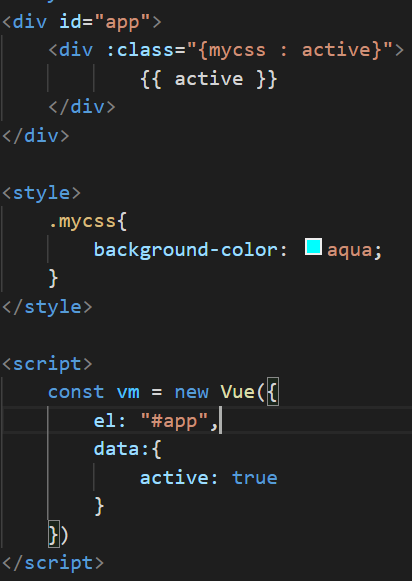 <div id="app">
    <div :class="{mycss : active}">
            {{ active }}
    </div>
</div>

<style>
    .mycss{
        background-color: aqua;
    }
</style>

<script>
    const vm = new Vue({
        el: "#app",
        data:{
            active: true
        }
    })
</script>